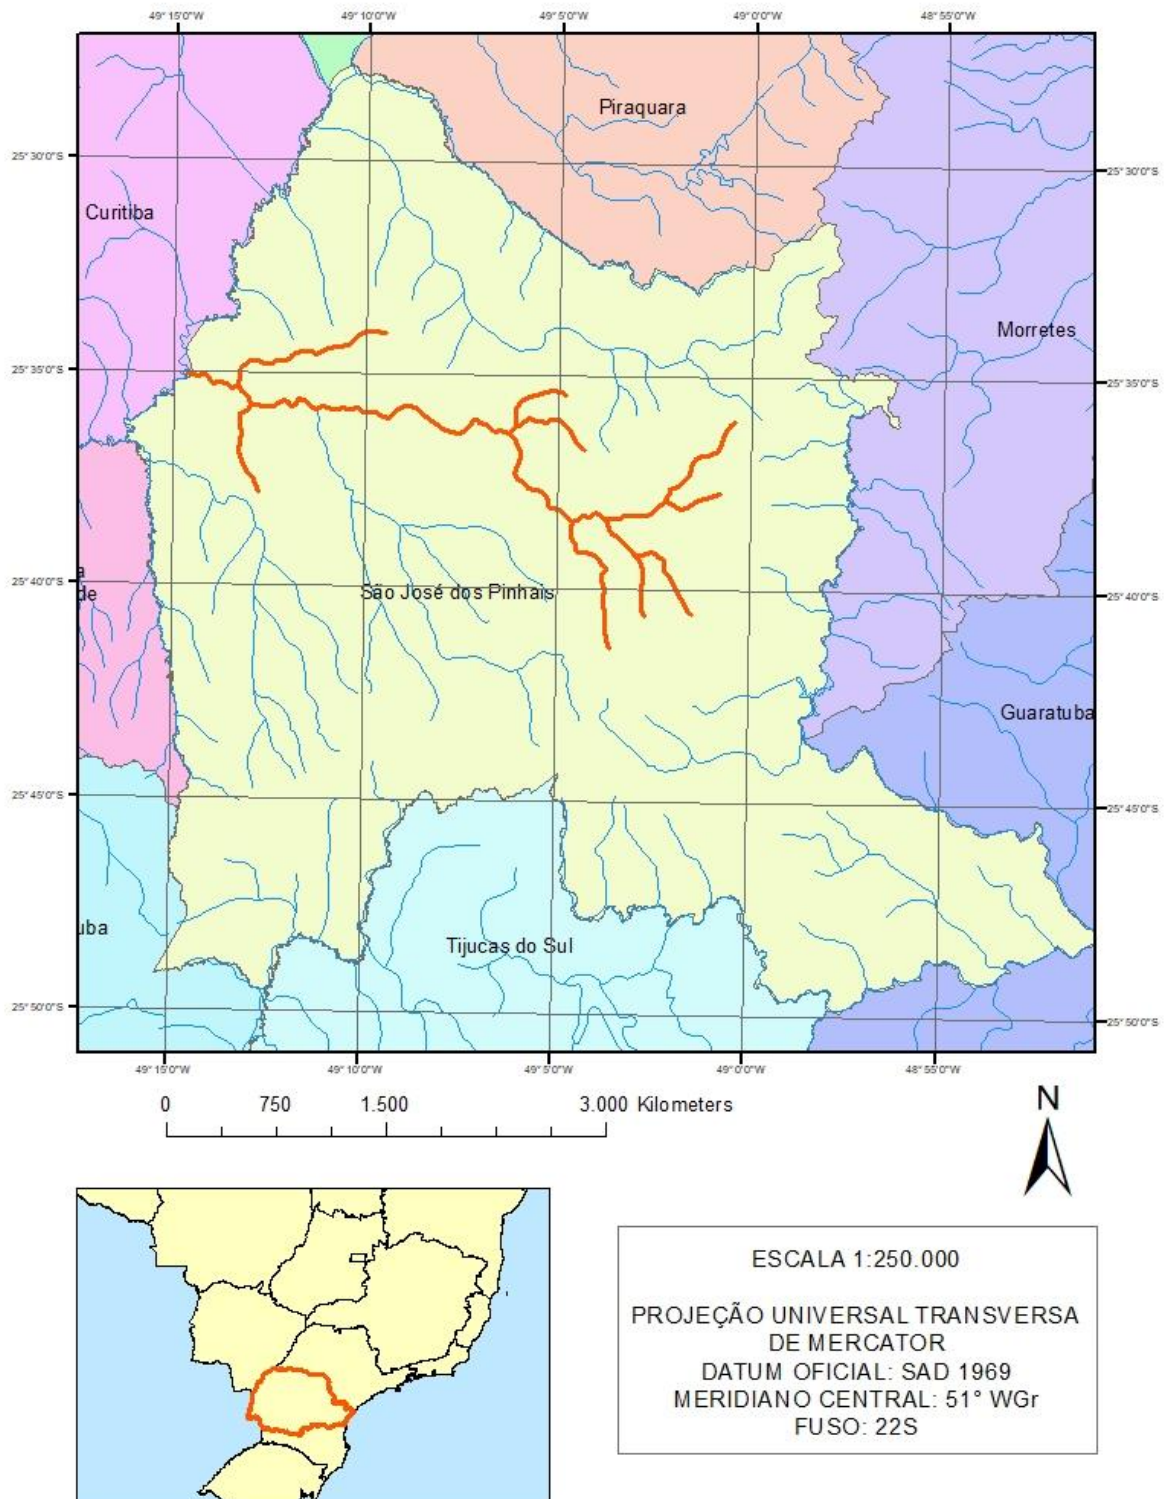 49°15'0"W 49°10'0"W 49°5'0"W 49°0'0"W 48°55'0"W
Piraquara
25°30'0"S
25°30'0"S
Curitiba
Morretes
25°35'0"S
25°35'0"S
a
de
25°40'0"S
São José dos Pinhais
25°40'0"S
Guaratuba
25°45'0"S
25°45'0"S
uba
Tijucas do Sul
25°50'0"S
25°50'0"S
49°15'0"W 49°10'0"W 49°5'0"W 49°0'0"W 48°55'0"W
0 750 1.500 3.000 Kilometers
N
ESCALA 1:250.000
PROJEÇÃO UNIVERSAL TRANSVERSA
DE MERCATOR
DATUM OFICIAL: SAD 1969
MERIDIANO CENTRAL: 51° WGr
FUSO: 22S